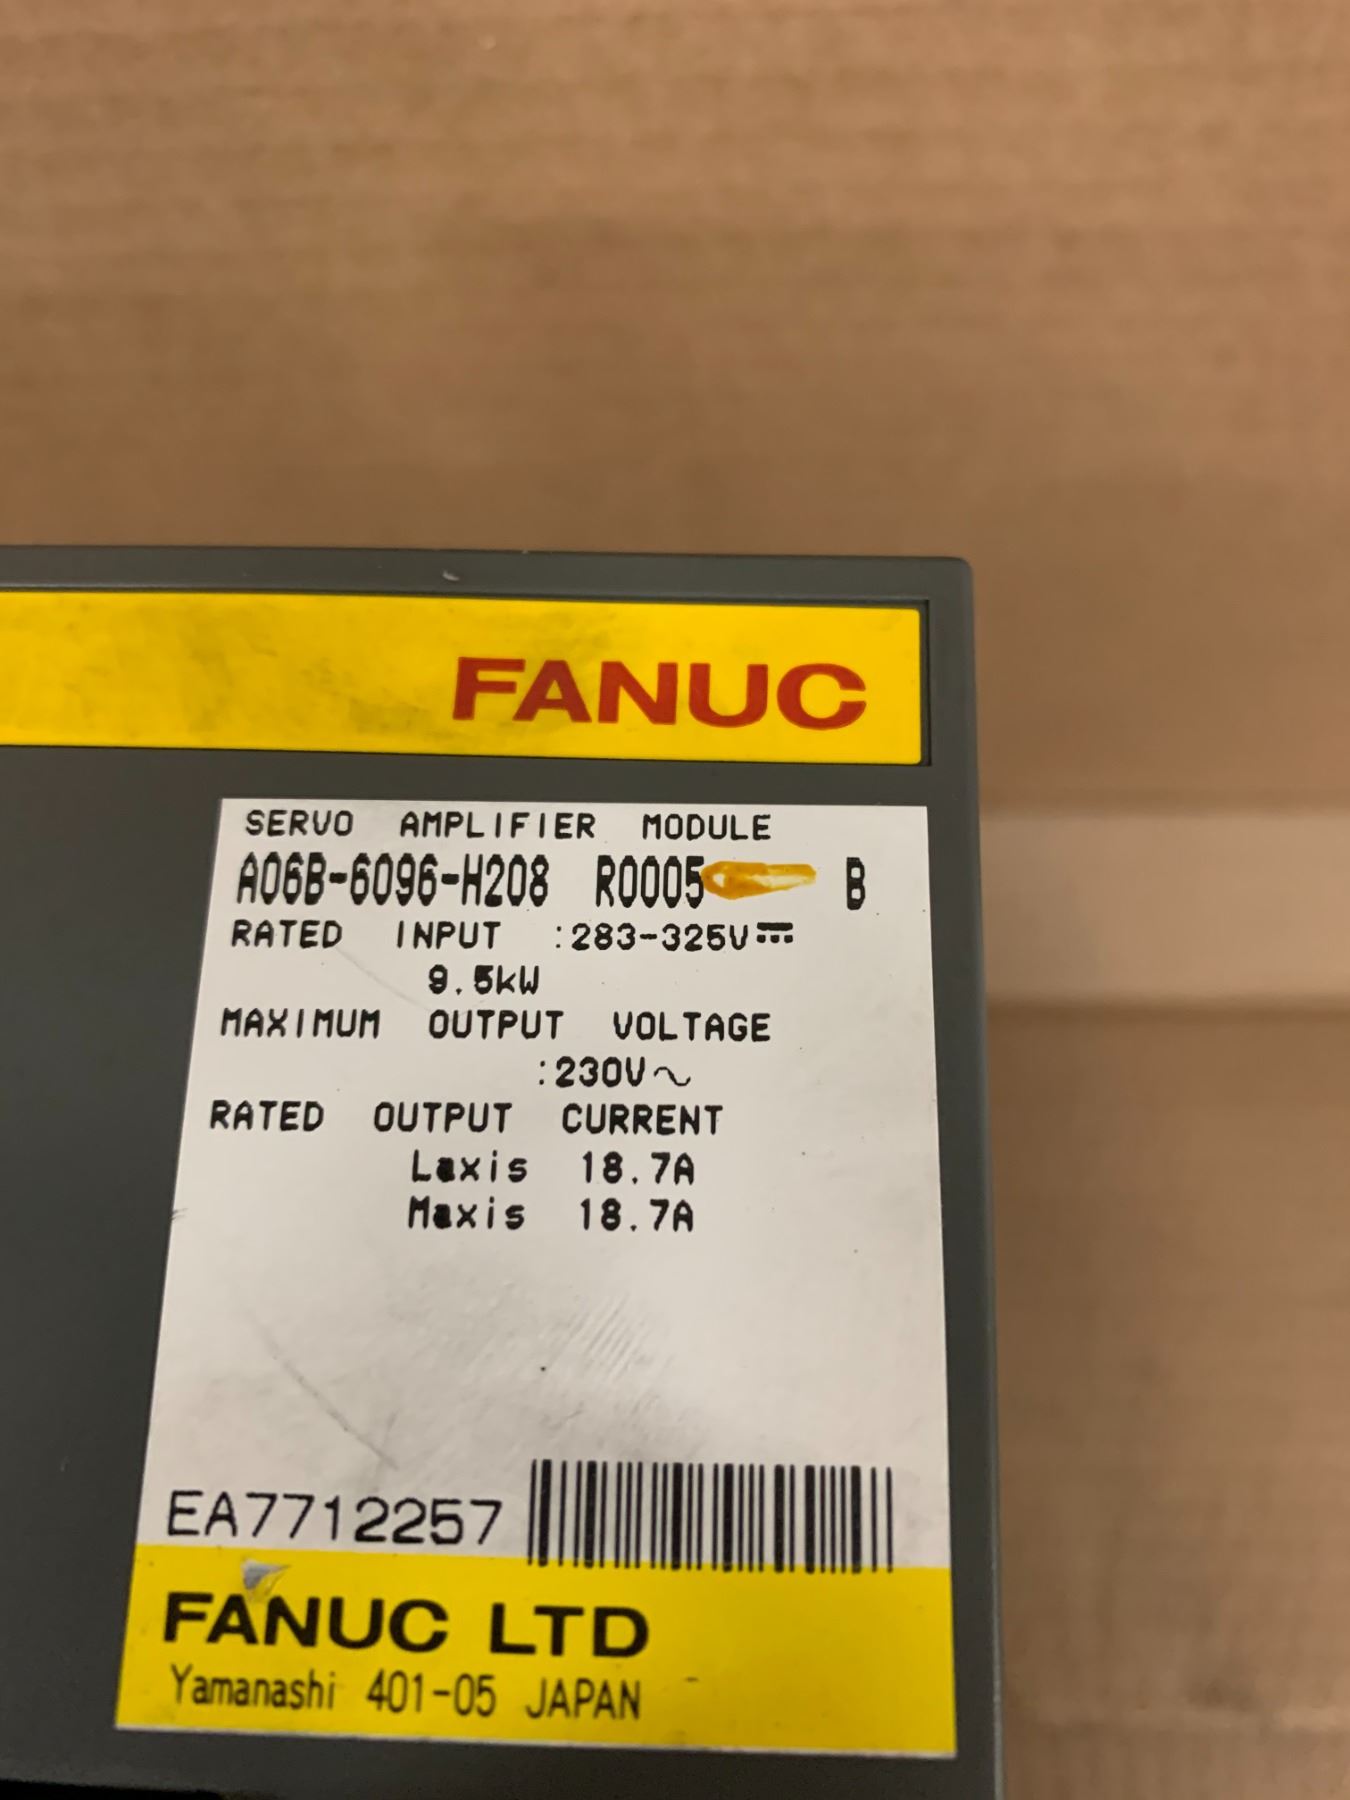 FANUC
SERVO AMPLIFIER MODULE
A06B-6096-H208 R0005 B
RATED INPUT :283-325V⎓
9.5kW
MAXIMUM OUTPUT VOLTAGE
:230V∿
RATED OUTPUT CURRENT
Laxis 18.7A
Maxis 18.7A
EA7712257
FANUC LTD
Yamanashi 401-05 JAPAN